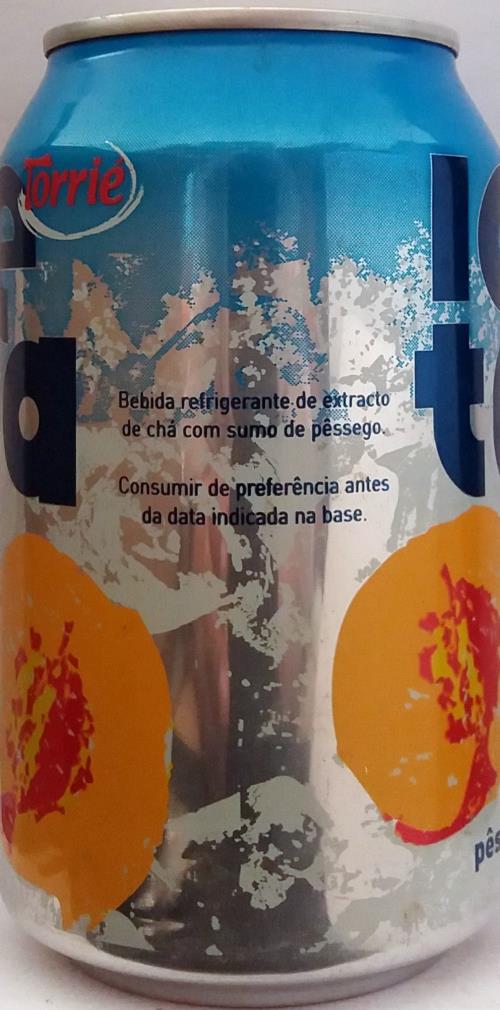 Torrié
Bebida refrigerante de extracto
de chá com sumo de pêssego.
Consumir de preferência antes
da data indicada na base.